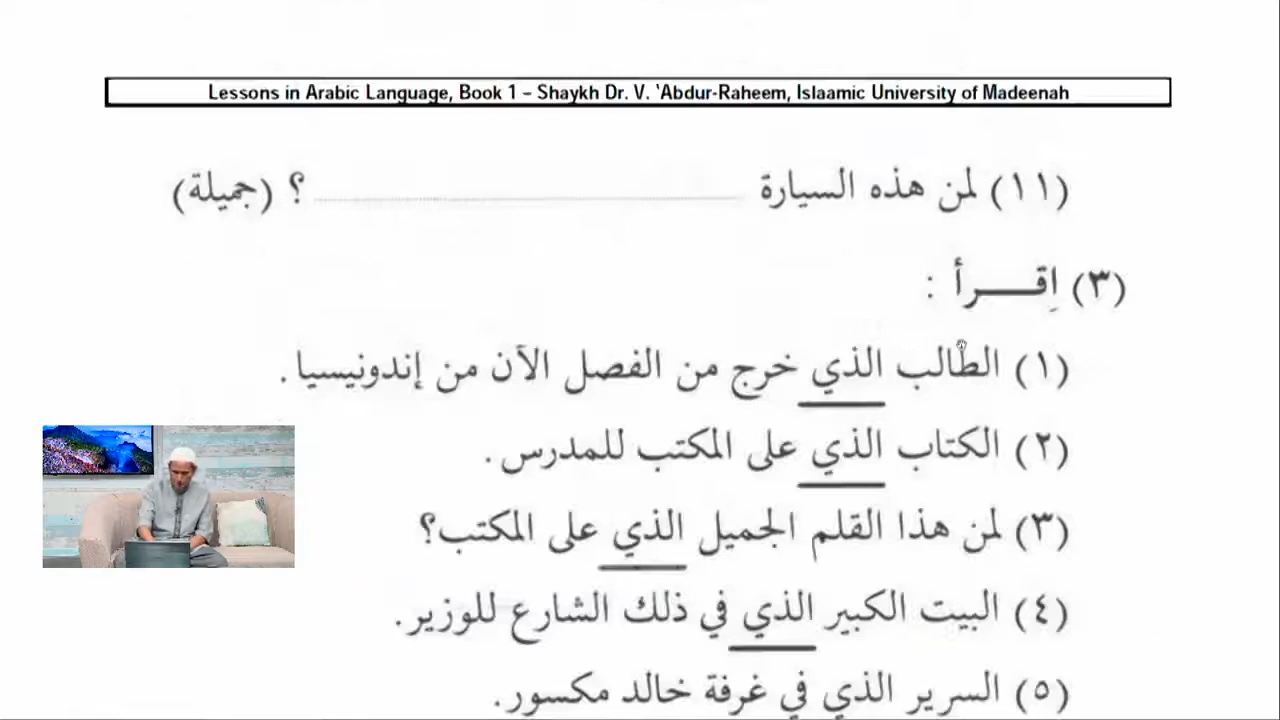 Lessons in Arabic Language, Book 1 – Shaykh Dr. V. 'Abdur-Raheem, Islaamic University of Madeenah
(١١) لمن هذه السيارة ............................ ؟ (جميلة)
(٣) اِقــــرأ :
(١) الطالب الذي خرج من الفصل الآن من إندونيسيا.
(٢) الكتاب الذي على المكتب للمدرس.
(٣) لمن هذا القلم الجميل الذي على المكتب؟
(٤) البيت الكبير الذي في ذلك الشارع للوزير.
(٥) السرير الذي في غرفة خالد مكسور.